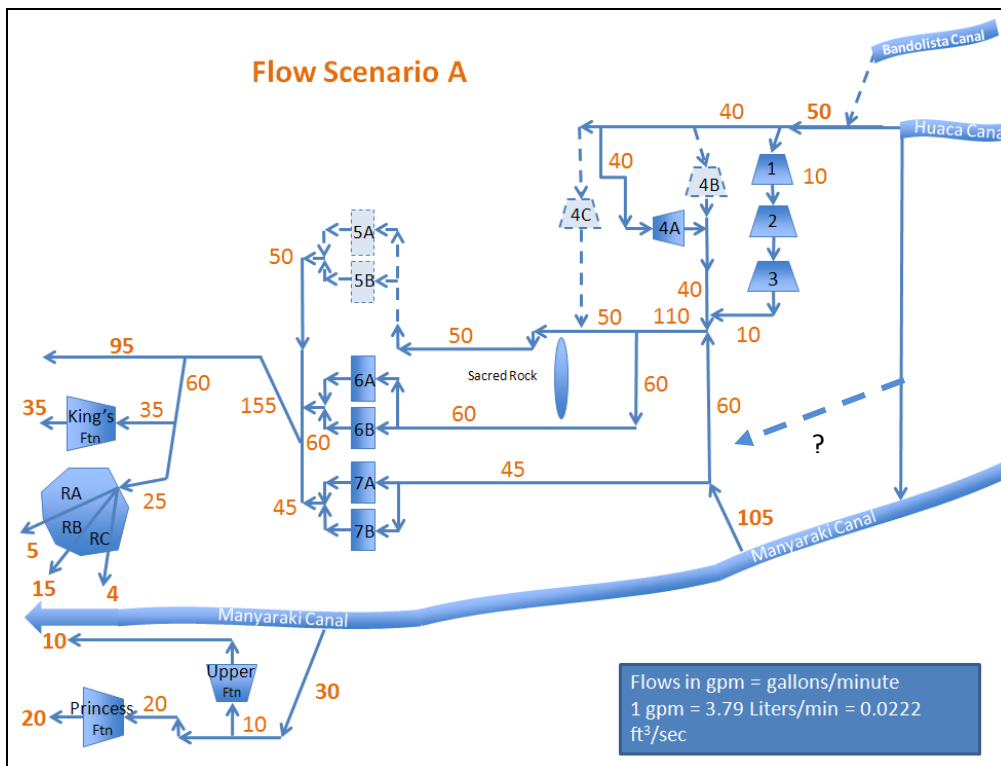 Flow Scenario A
Bandolista Canal
Huaca Cana
40
50
40
1
10
4B
4C
4A
2
3
5A
50
5B
40
50
110
10
50
95
Sacred Rock
60
6A
60
35
King's
35
155
60
Ftn
6B
60
60
?
45
RA
7A
25
45
RB
105
RC
7B
5
Manyaraki Canal
15
4
Manyaraki Canal
10
Upper
Ftn
30
Princess
20
20
Ftn
10
Flows in gpm = gallons/minute
1 gpm = 3.79 Liters/min = 0.0222
ft³/sec